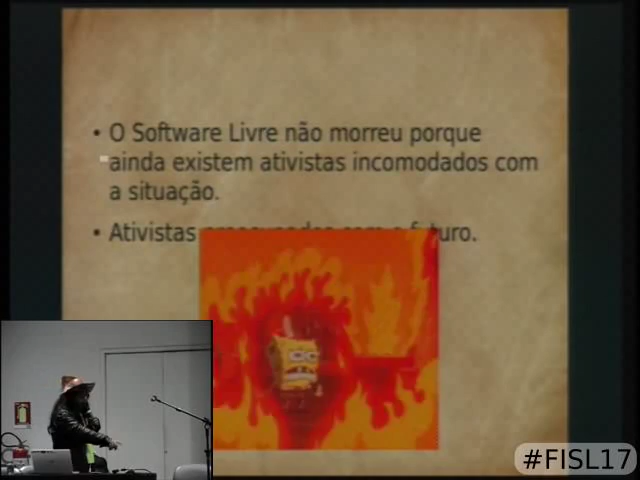 • O Software Livre não morreu porque
ainda existem ativistas incomodados com
a situação.
• Ativistas
#FISL17